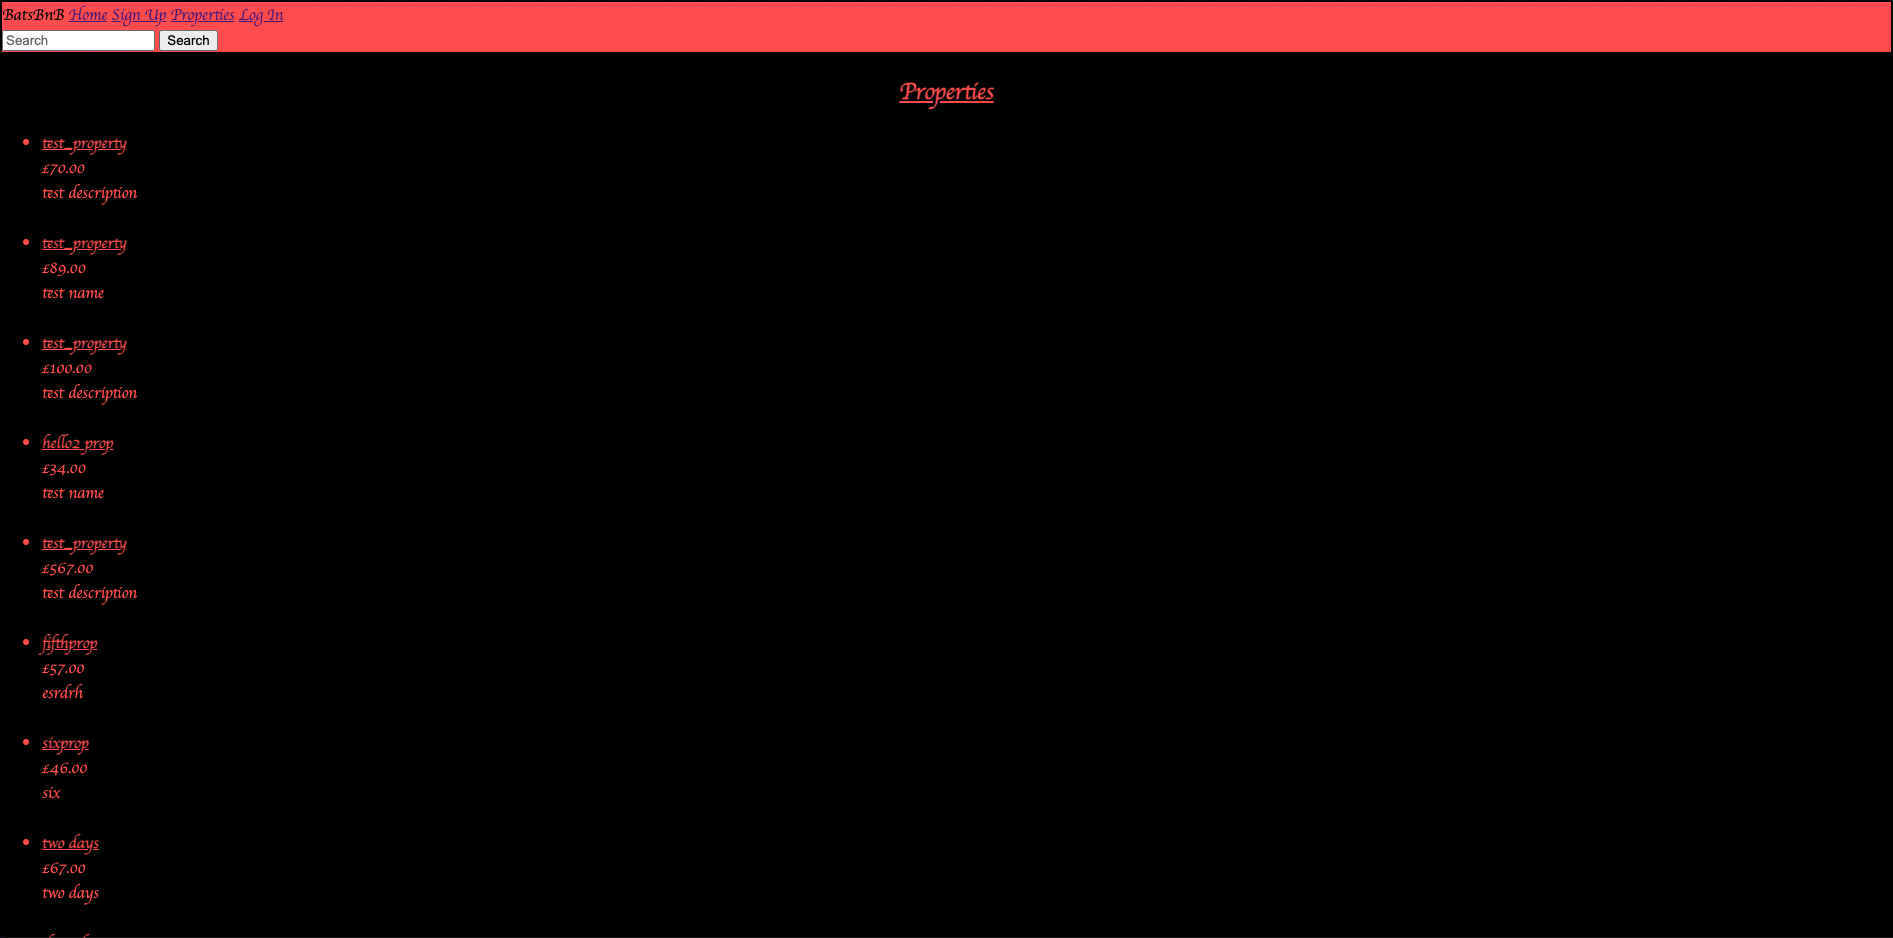 BatsBnB Home Sign Up Properties Log In
Search Search
Properties
test_property
£70.00
test description
test_property
£89.00
test name
test_property
£100.00
test description
hello2 prop
£34.00
test name
test_property
£567.00
test description
fifthprop
£57.00
esrdrh
sixprop
£46.00
six
two days
£67.00
two days